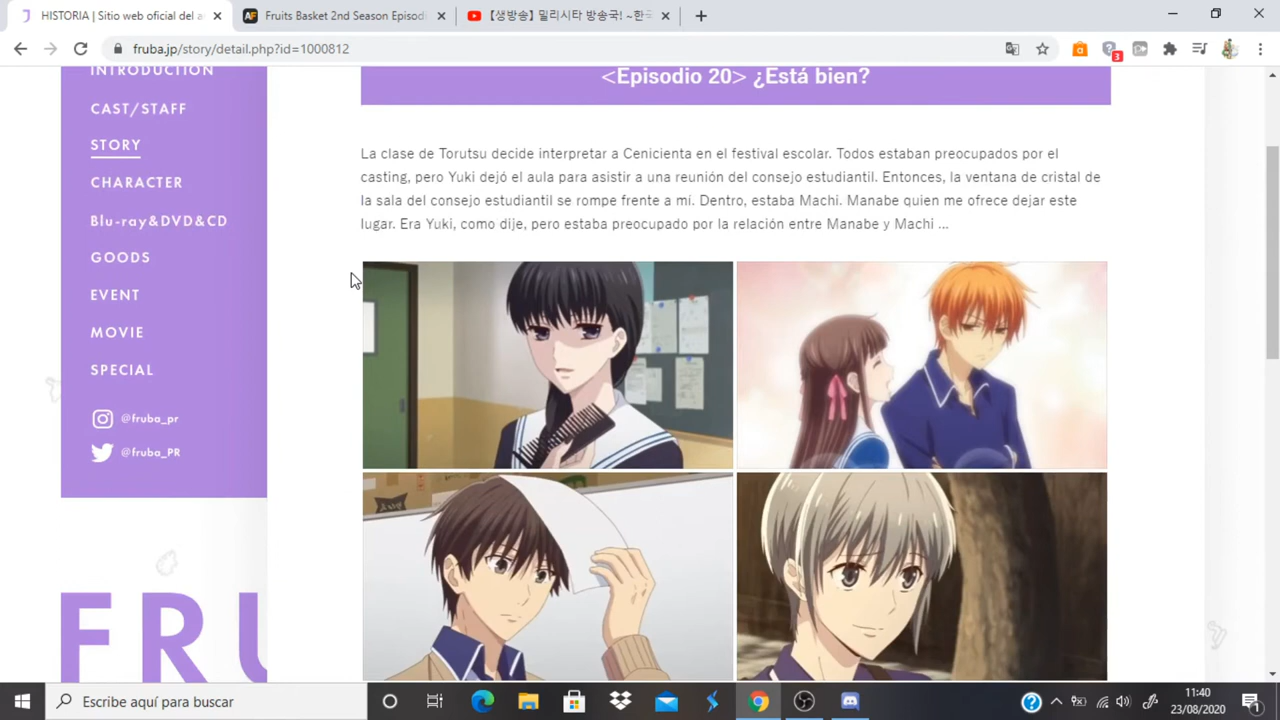 HISTORIA | Sitio web oficial del a
Fruits Basket 2nd Season Episodi
【생방송】 밀리시타 방송국! ~한국
fruba.jp/story/detail.php?id=1000812
3
INTRODUCTION
CAST/STAFF
STORY
CHARACTER
Blu-ray&DVD&CD
GOODS
EVENT
MOVIE
SPECIAL
@fruba_pr
@fruba_PR
FRU
<Episodio 20> ¿Está bien?
La clase de Torutsu decide interpretar a Cenicienta en el festival escolar. Todos estaban preocupados por el
casting, pero Yuki dejó el aula para asistir a una reunión del consejo estudiantil. Entonces, la ventana de cristal de
la sala del consejo estudiantil se rompe frente a mí. Dentro, estaba Machi. Manabe quien me ofrece dejar este
lugar. Era Yuki, como dije, pero estaba preocupado por la relación entre Manabe y Machi ...
Escribe aquí para buscar
11:40
23/08/2020
1